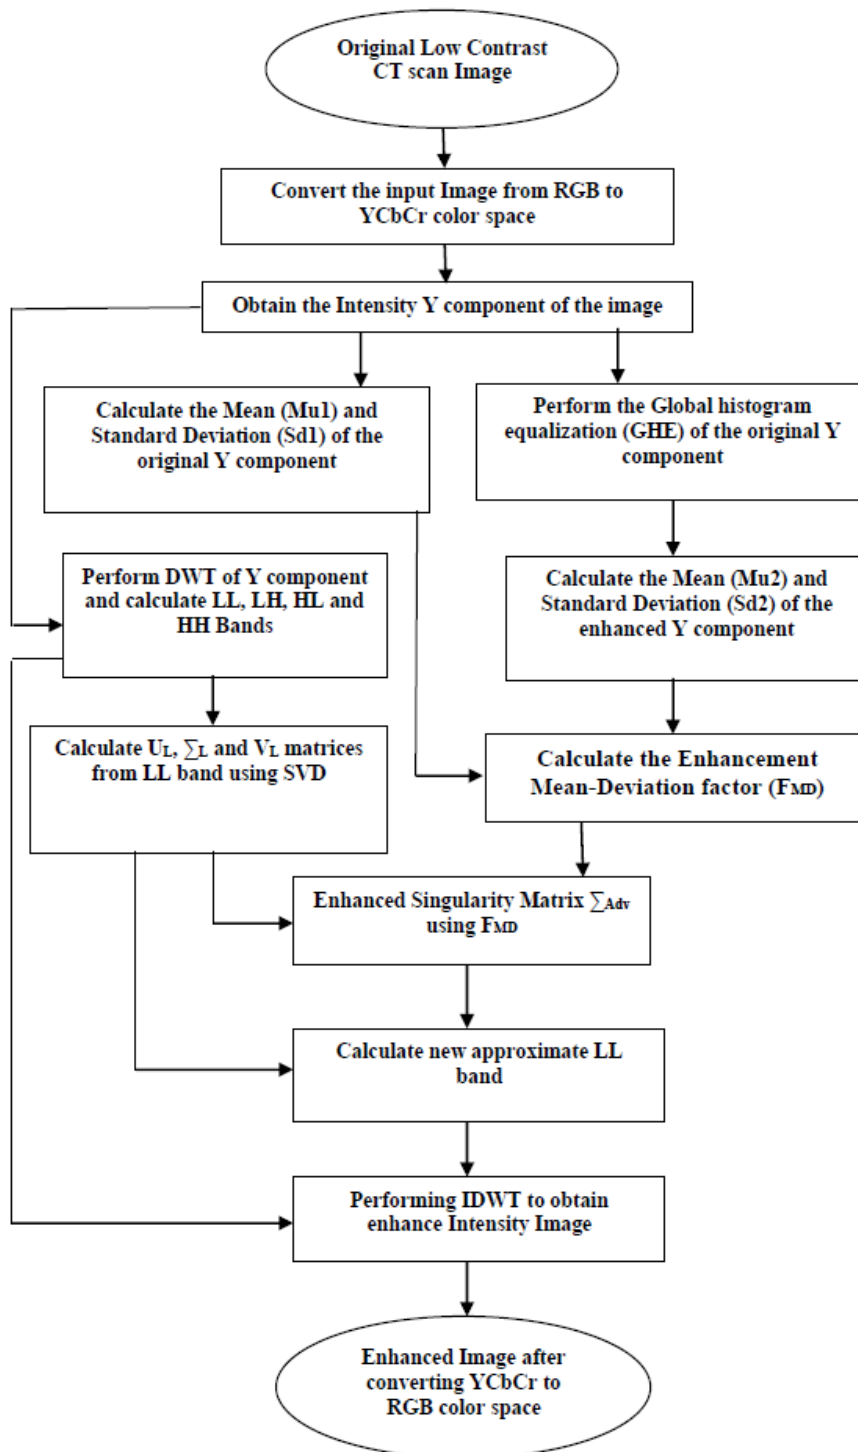 Original Low Contrast
CT scan Image
Convert the input Image from RGB to
YCbCr color space
Obtain the Intensity Y component of the image
Calculate the Mean (Mu1) and
Standard Deviation (Sd1) of the
original Y component
Perform the Global histogram
equalization (GHE) of the original Y
component
Perform DWT of Y component
and calculate LL, LH, HL and
HH Bands
Calculate the Mean (Mu2) and
Standard Deviation (Sd2) of the
enhanced Y component
Calculate UL, ∑L and VL matrices
from LL band using SVD
Calculate the Enhancement
Mean-Deviation factor (FMD)
Enhanced Singularity Matrix ∑Adv
using FMD
Calculate new approximate LL
band
Performing IDWT to obtain
enhance Intensity Image
Enhanced Image after
converting YCbCr to
RGB color space